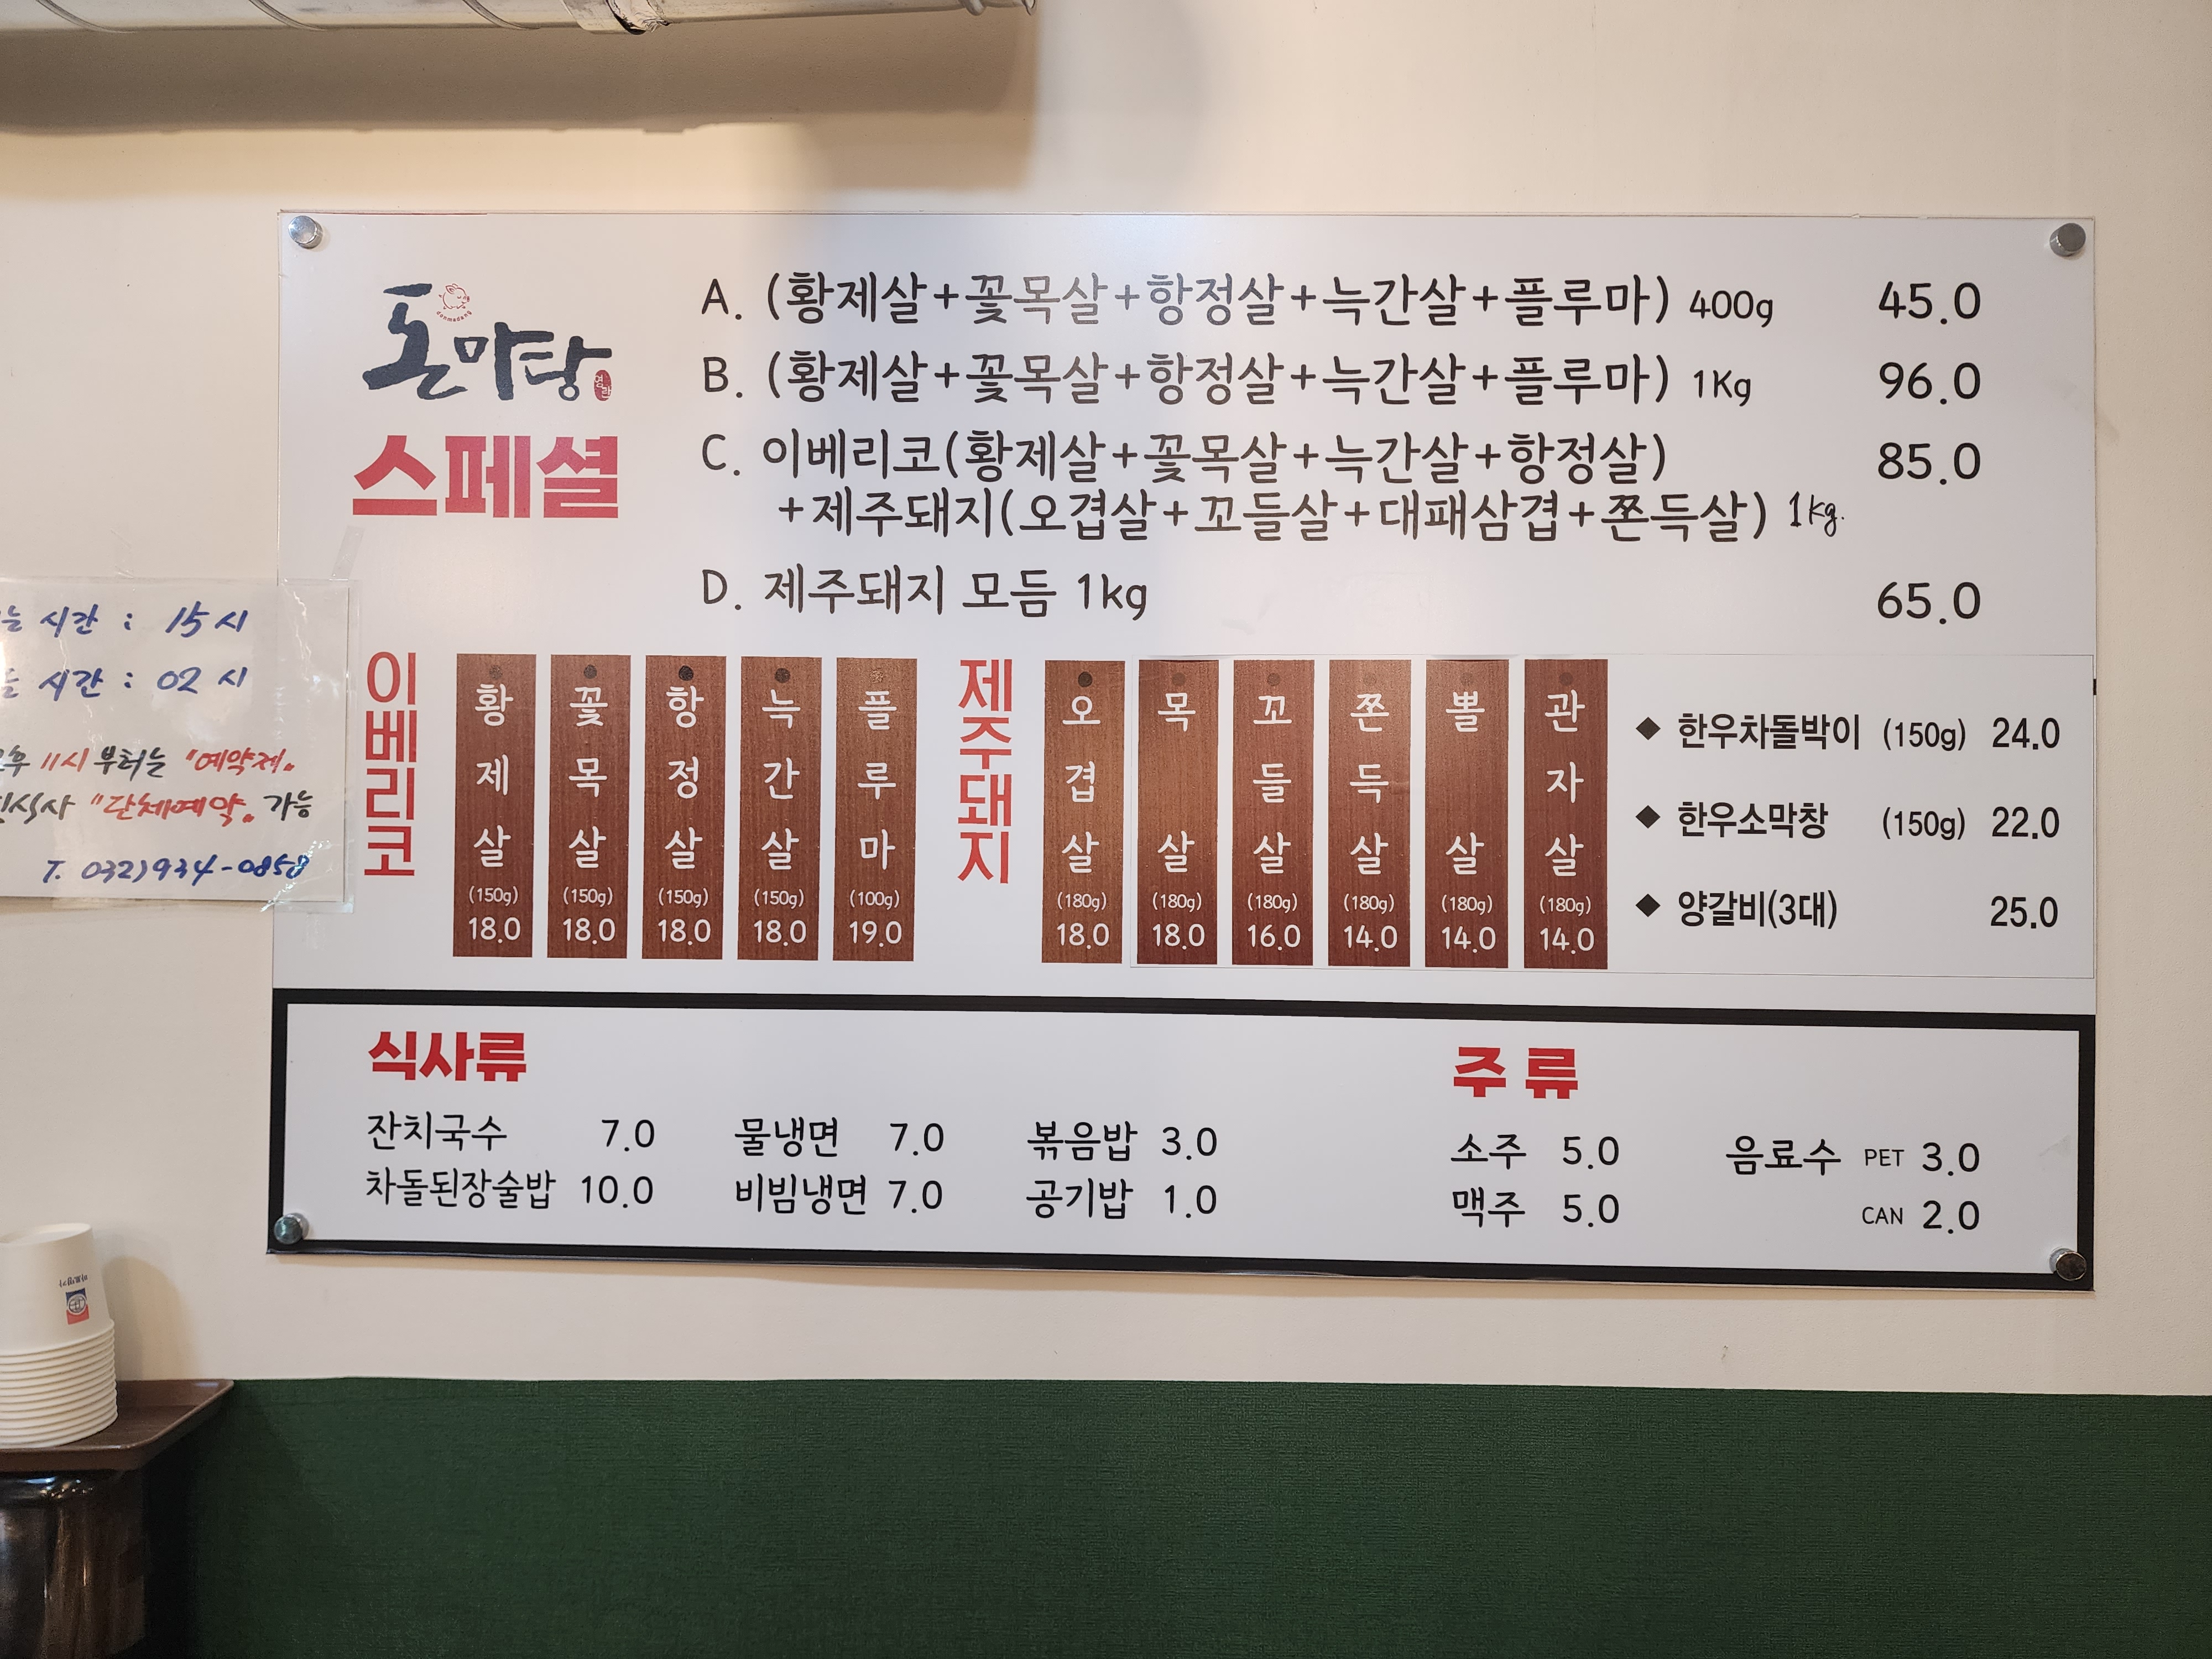 돈마당
donmadang
스페셜
A. (황제살+꽃목살+항정살+늑간살+플루마) 400g 45.0
B. (황제살+꽃목살+항정살+늑간살+플루마) 1Kg 96.0
C. 이베리코(황제살+꽃목살+늑간살+항정살) 85.0
+제주돼지(오겹살+꼬들살+대패삼겹+쫀득살) 1kg.
D. 제주돼지 모듬 1kg 65.0
시간 : 15시
시간 : 02시
11시부터는 "예약제"
"단체예약" 가능
T. 032)934-0858
이베리코
황제살 (150g) 18.0
꽃목살 (150g) 18.0
항정살 (150g) 18.0
늑간살 (150g) 18.0
플루마 (100g) 19.0
제주돼지
오겹살 (180g) 18.0
목살 (180g) 18.0
꼬들살 (180g) 16.0
쫀득살 (180g) 14.0
뽈살 (180g) 14.0
관자살 (180g) 14.0
◆ 한우차돌박이 (150g) 24.0
◆ 한우소막창 (150g) 22.0
◆ 양갈비(3대) 25.0
식사류
잔치국수 7.0 물냉면 7.0 볶음밥 3.0
차돌된장술밥 10.0 비빔냉면 7.0 공기밥 1.0
주류
소주 5.0 음료수 PET 3.0
맥주 5.0 CAN 2.0